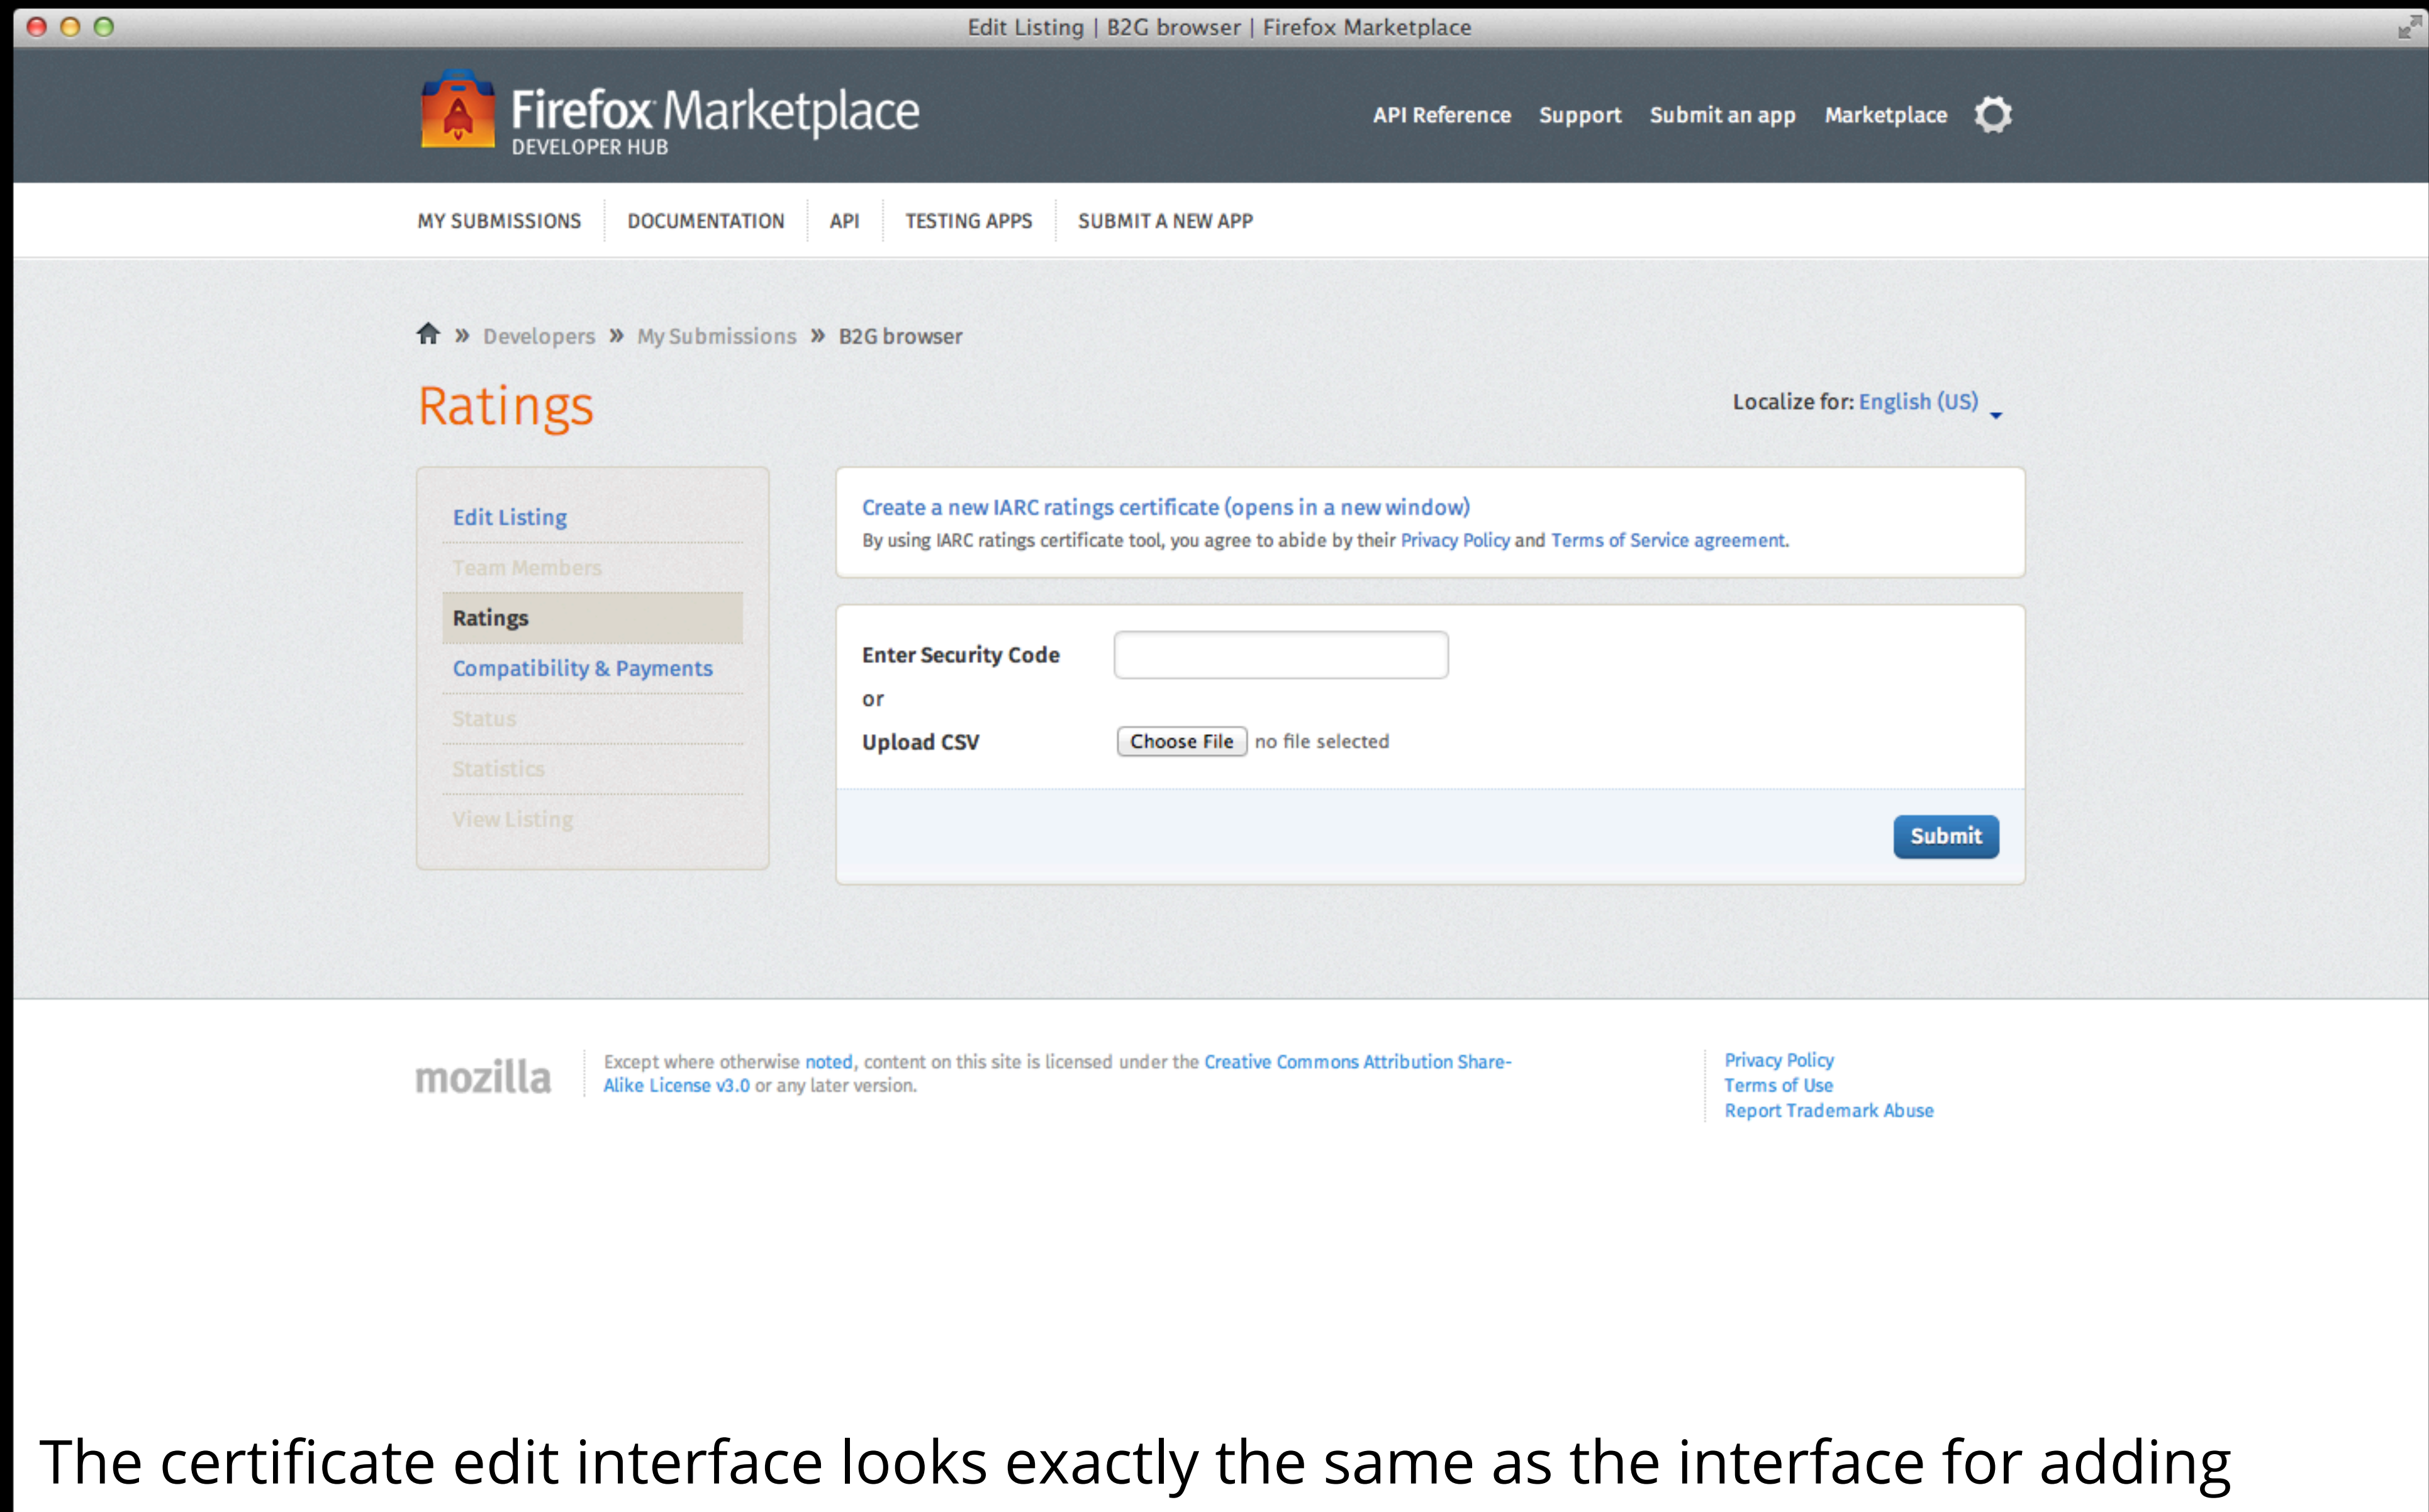 Edit Listing | B2G browser | Firefox Marketplace
Firefox Marketplace
DEVELOPER HUB
API Reference Support Submit an app Marketplace
MY SUBMISSIONS DOCUMENTATION API TESTING APPS SUBMIT A NEW APP
» Developers » My Submissions » B2G browser
Ratings
Localize for: English (US)
Edit Listing
Team Members
Ratings
Compatibility & Payments
Status
Statistics
View Listing
Create a new IARC ratings certificate (opens in a new window)
By using IARC ratings certificate tool, you agree to abide by their Privacy Policy and Terms of Service agreement.
Enter Security Code
or
Upload CSV Choose File no file selected
Submit
mozilla
Except where otherwise noted, content on this site is licensed under the Creative Commons Attribution Share-
Alike License v3.0 or any later version.
Privacy Policy
Terms of Use
Report Trademark Abuse
The certificate edit interface looks exactly the same as the interface for adding